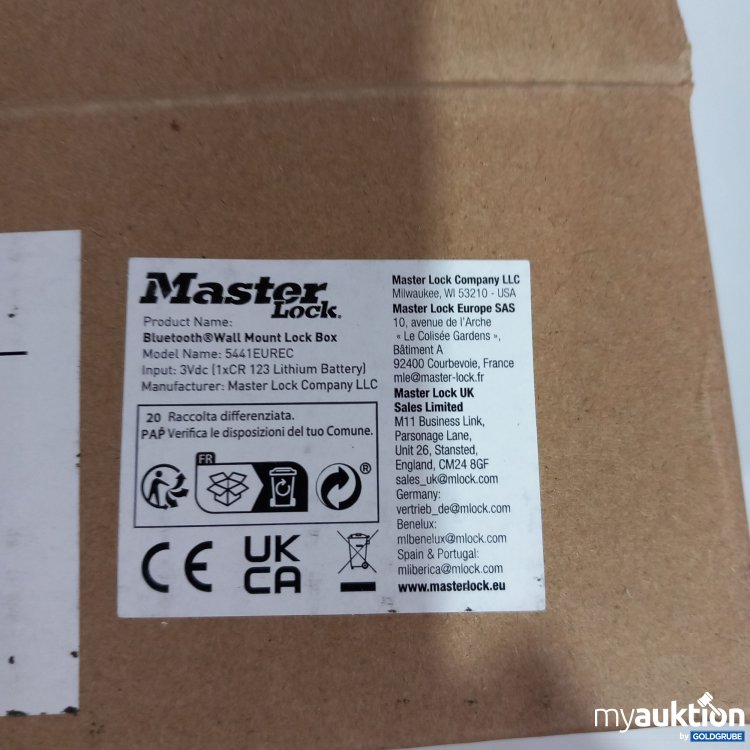 Master
Lock®
Product Name:
Bluetooth®Wall Mount Lock Box
Model Name: 5441EUREC
Input: 3Vdc (1xCR 123 Lithium Battery)
Manufacturer: Master Lock Company LLC
20 Raccolta differenziata.
PAP Verifica le disposizioni del tuo Comune.
FR
®
CE
UK
CA
Master Lock Company LLC
Milwaukee, WI 53210 - USA
Master Lock Europe SAS
10, avenue de l'Arche
« Le Colisée Gardens »,
Bâtiment A
92400 Courbevoie, France
mle@master-lock.fr
Master Lock UK
Sales Limited
M11 Business Link,
Parsonage Lane,
Unit 26, Stansted,
England, CM24 8GF
sales_uk@mlock.com
Germany:
vertrieb_de@mlock.com
Benelux:
mlbenelux@mlock.com
Spain & Portugal:
mliberica@mlock.com
www.masterlock.eu
4
myauktion
by GOLDGRUBE